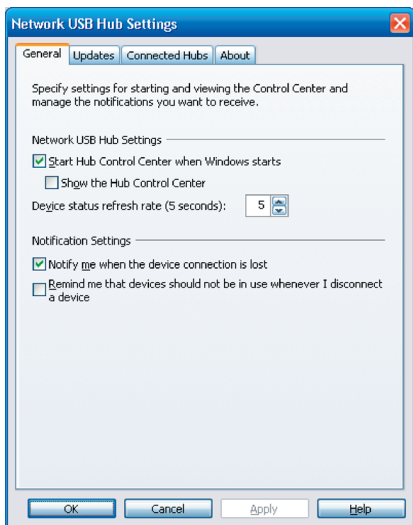 Network USB Hub Settings
General Updates Connected Hubs About
Specify settings for starting and viewing the Control Center and
manage the notifications you want to receive.
Network USB Hub Settings
Start Hub Control Center when Windows starts
Show the Hub Control Center
Device status refresh rate (5 seconds): 5
Notification Settings
Notify me when the device connection is lost
Remind me that devices should not be in use whenever I disconnect
a device
OK Cancel Apply Help